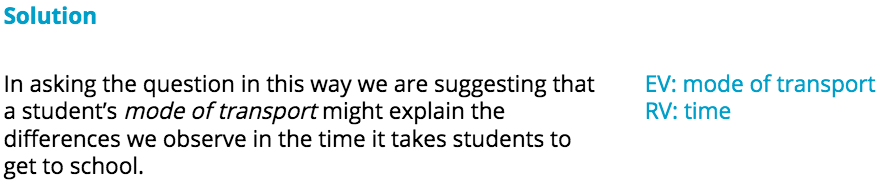 Solution
In asking the question in this way we are suggesting that
a student's mode of transport might explain the
differences we observe in the time it takes students to
get to school.
EV: mode of transport
RV: time